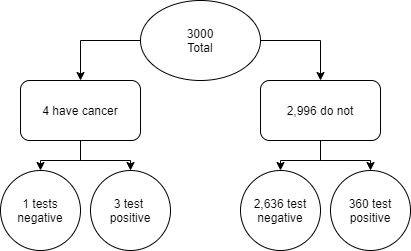 3000
Total
4 have cancer
2,996 do not
1 tests
negative
3 test
positive
2,636 test
negative
360 test
positive